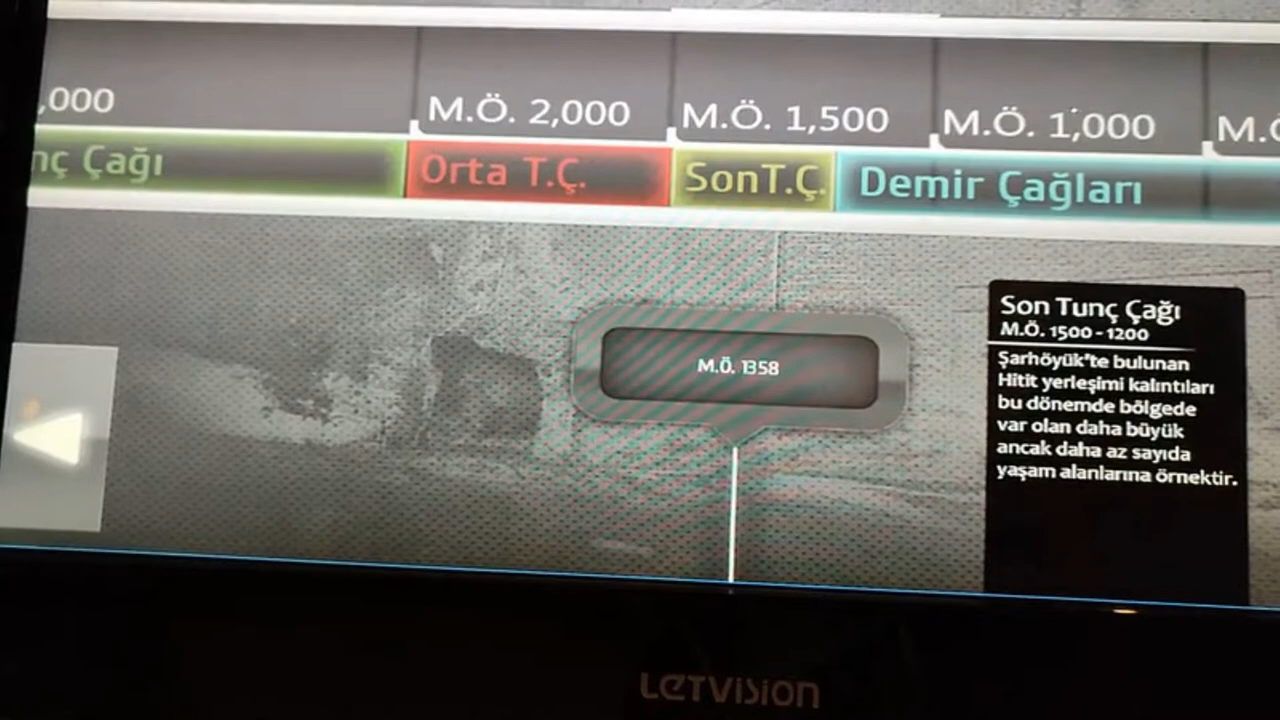 ,000
M.Ö. 2,000
M.Ö. 1,500
M.Ö. 1,000
M.Ö
nç Çağı
Orta T.Ç.
Son T.Ç.
Demir Çağları
M.Ö. 1358
Son Tunç Çağı
M.Ö. 1500 - 1200
Şarhöyük'te bulunan
Hitit yerleşimi kalıntıları
bu dönemde bölgede
var olan daha büyük
ancak daha az sayıda
yaşam alanlarına örnektir.
LETVISION